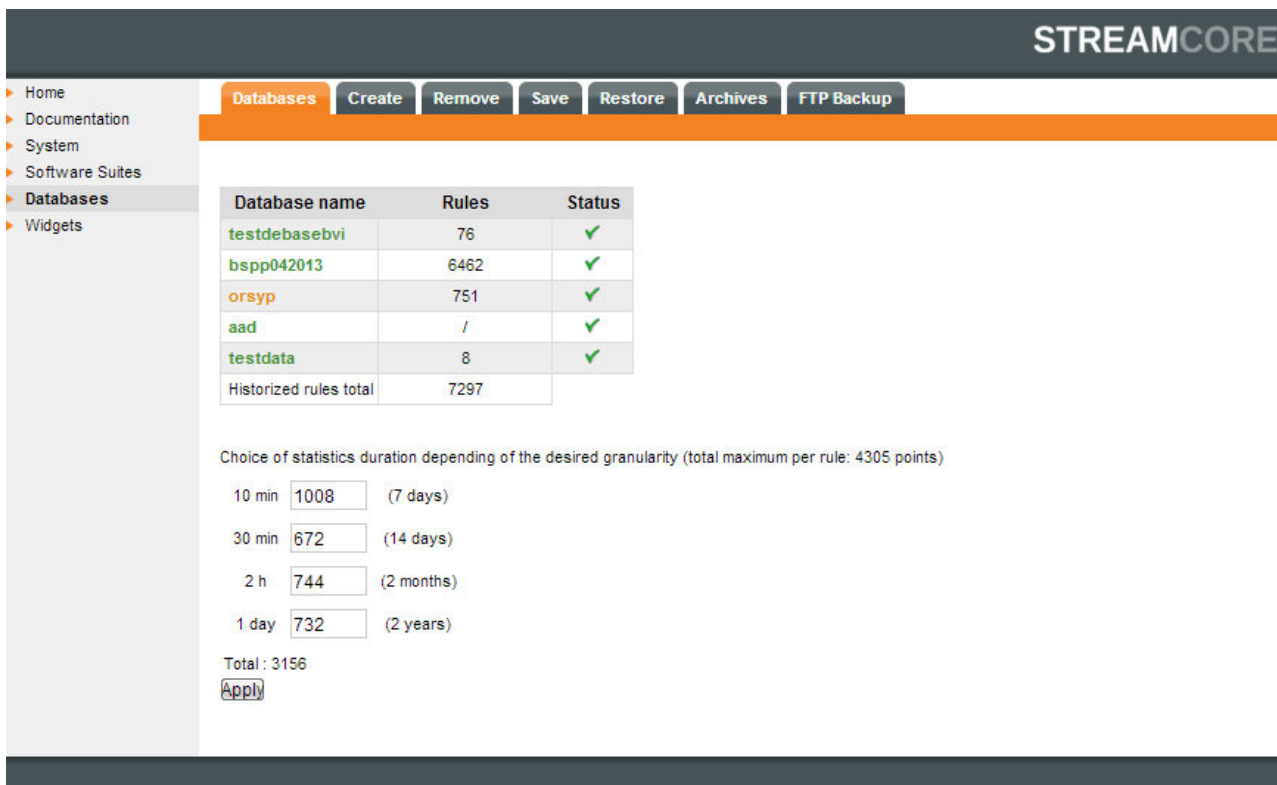 STREAMCORE
Home
Documentation
System
Software Suites
Databases
Widgets
Databases Create Remove Save Restore Archives FTP Backup
Database name Rules Status
testdebasebvi 76
bspp042013 6462
orsyp 751
aad /
testdata 8
Historized rules total 7297
Choice of statistics duration depending of the desired granularity (total maximum per rule: 4305 points)
10 min 1008 (7 days)
30 min 672 (14 days)
2 h 744 (2 months)
1 day 732 (2 years)
Total : 3156
Apply